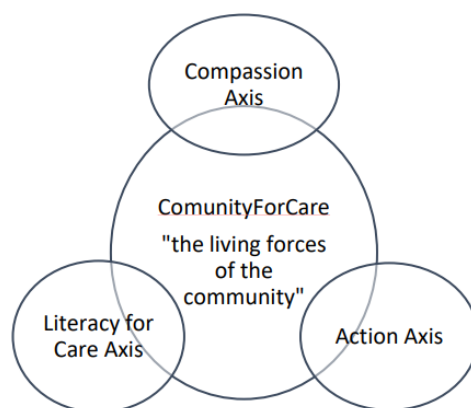 Compassion
Axis
ComunityForCare
"the living forces
of the
community"
Literacy for
Care Axis
Action Axis